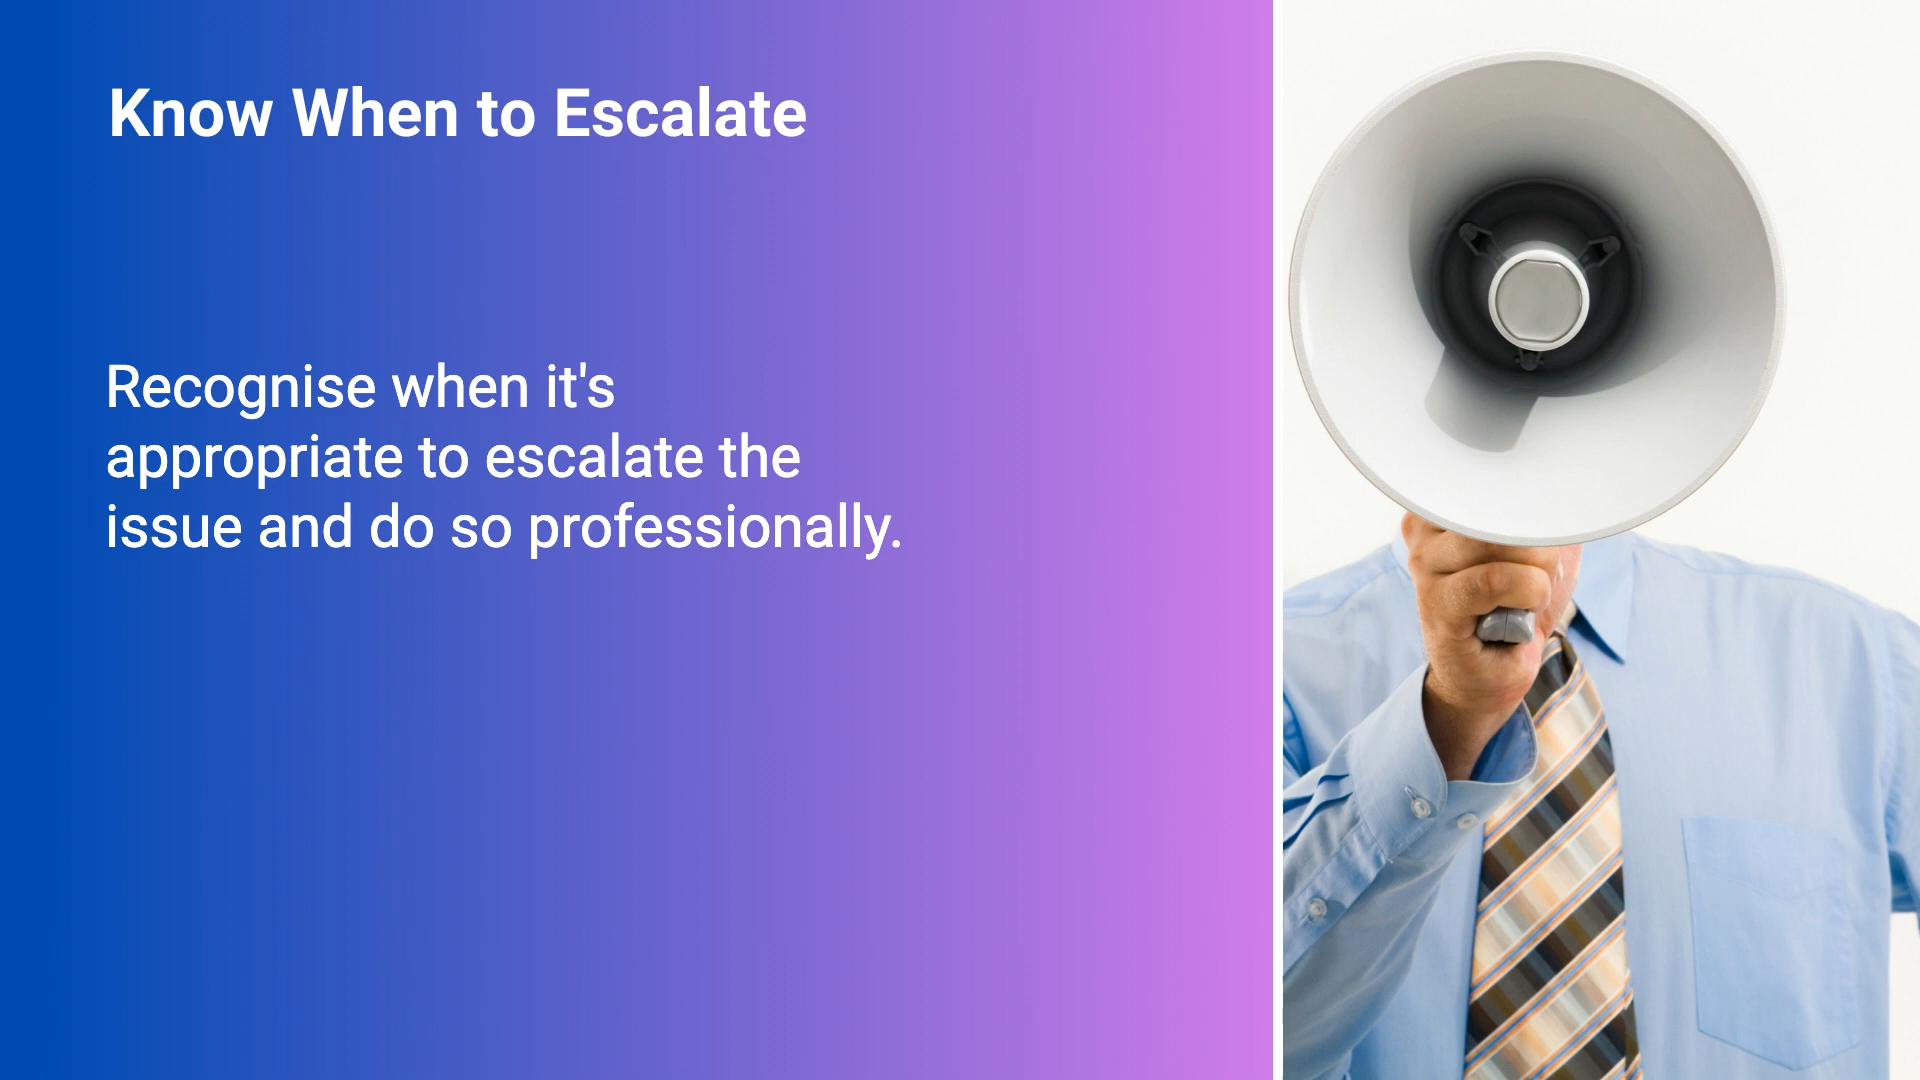 Know When to Escalate
Recognise when it's
appropriate to escalate the
issue and do so professionally.